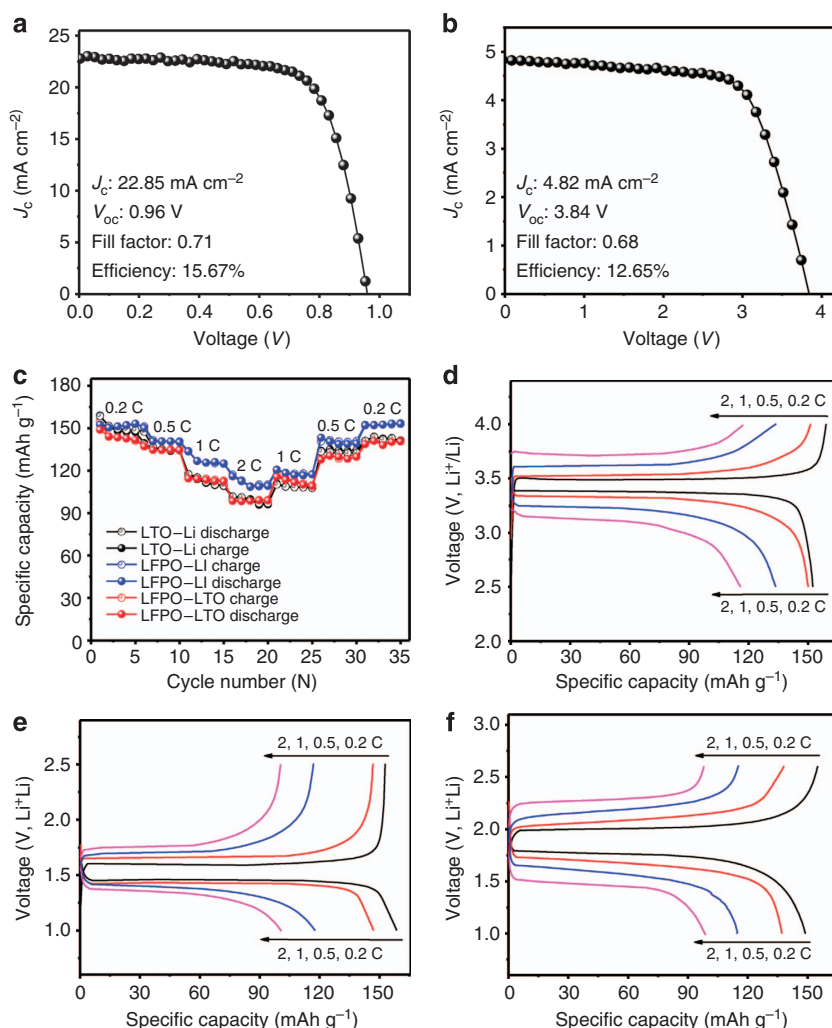 a
25
20
15
10
5
0
J_c (mA cm⁻²)
J_c: 22.85 mA cm⁻²
V_oc: 0.96 V
Fill factor: 0.71
Efficiency: 15.67%
0.0 0.2 0.4 0.6 0.8 1.0
Voltage (V)
b
5
4
3
2
1
0
J_c (mA cm⁻²)
J_c: 4.82 mA cm⁻²
V_oc: 3.84 V
Fill factor: 0.68
Efficiency: 12.65%
0 1 2 3 4
Voltage (V)
c
180
150
120
90
60
30
0
Specific capacity (mAh g⁻¹)
0.2 C
0.5 C
1 C
2 C
1 C
0.5 C
0.2 C
LTO–Li discharge
LTO–Li charge
LFPO–LI charge
LFPO–LI discharge
LFPO–LTO charge
LFPO–LTO discharge
0 5 10 15 20 25 30 35
Cycle number (N)
d
4.0
3.5
3.0
2.5
2.0
Voltage (V, Li⁺/Li)
2, 1, 0.5, 0.2 C
2, 1, 0.5, 0.2 C
0 30 60 90 120 150
Specific capacity (mAh g⁻¹)
e
2.5
2.0
1.5
1.0
Voltage (V, Li⁺Li)
2, 1, 0.5, 0.2 C
2, 1, 0.5, 0.2 C
0 30 60 90 120 150
Specific capacity (mAh g⁻¹)
f
3.0
2.5
2.0
1.5
1.0
Voltage (V, Li⁺Li)
2, 1, 0.5, 0.2 C
2, 1, 0.5, 0.2 C
0 30 60 90 120 150
Specific capacity (mAh g⁻¹)